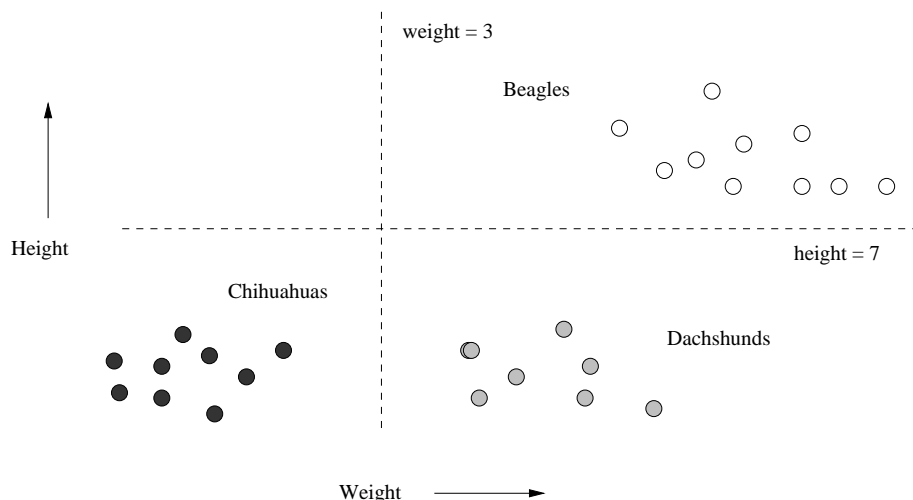 weight = 3
Beagles
Height
height = 7
Chihuahuas
Dachshunds
Weight